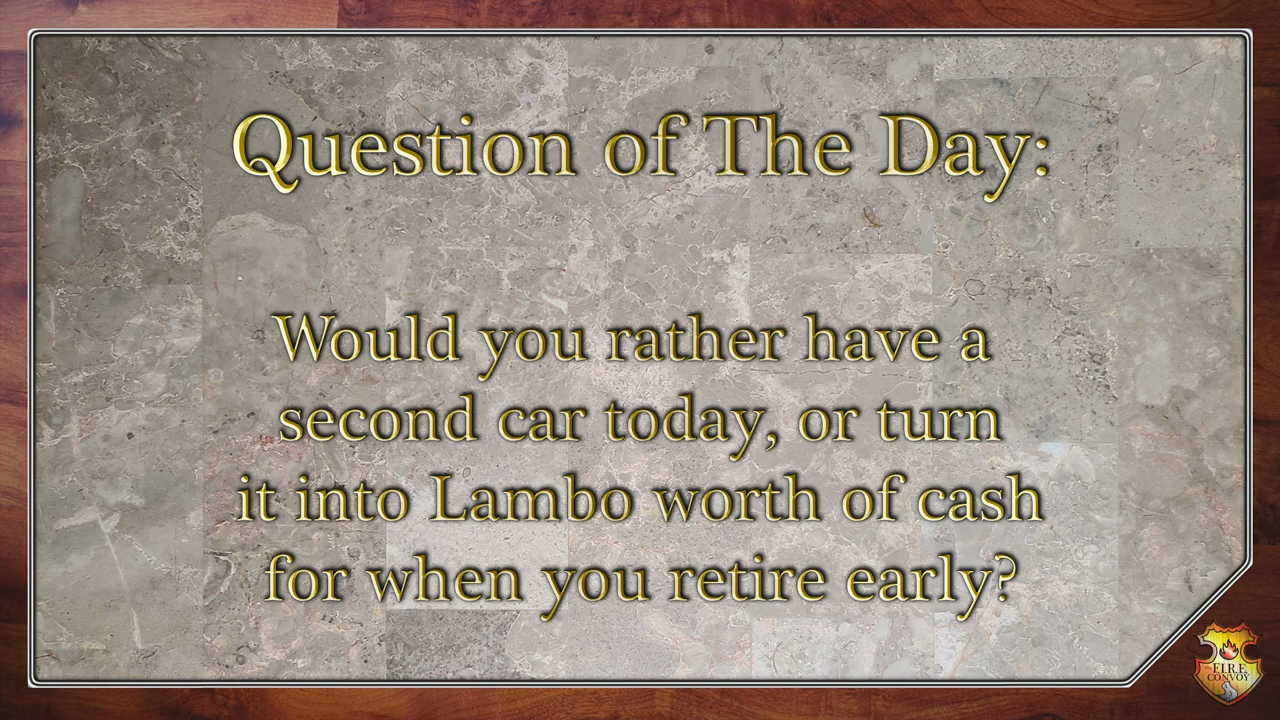 Question of The Day:
Would you rather have a
second car today, or turn
it into Lambo worth of cash
for when you retire early?
F.I.R.E.
CONVOY